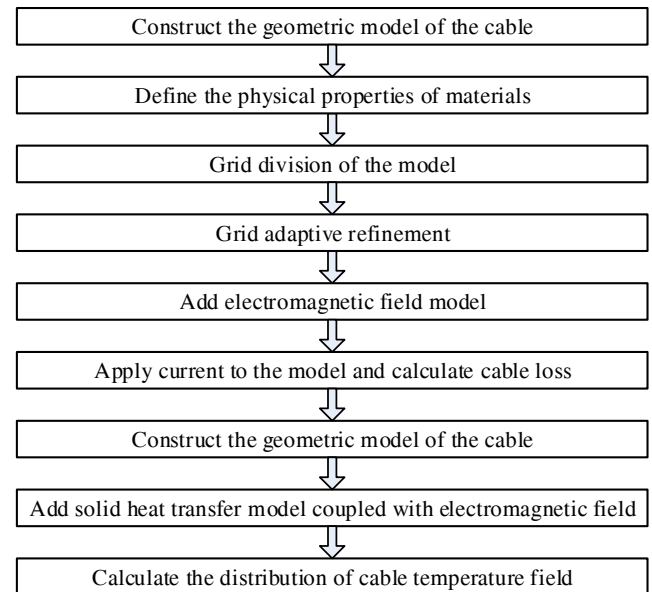 Construct the geometric model of the cable
Define the physical properties of materials
Grid division of the model
Grid adaptive refinement
Add electromagnetic field model
Apply current to the model and calculate cable loss
Construct the geometric model of the cable
Add solid heat transfer model coupled with electromagnetic field
Calculate the distribution of cable temperature field